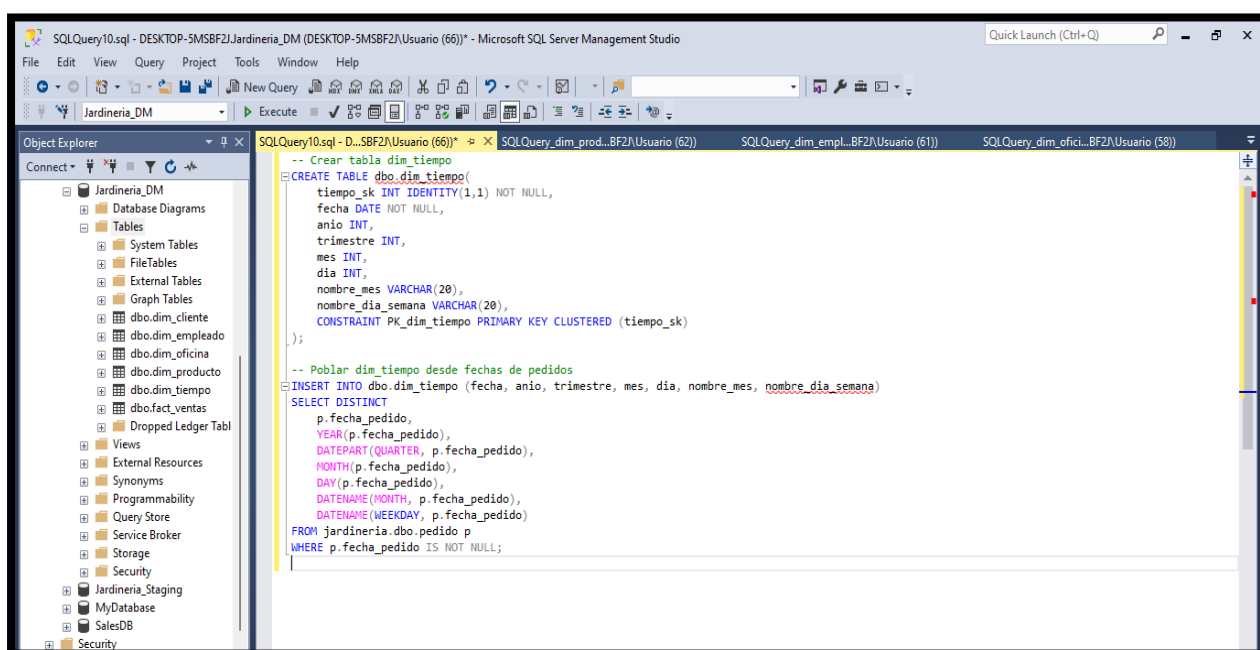 SQLQuery10.sql - DESKTOP-5MSBF2J.Jardineria_DM (DESKTOP-5MSBF2J\Usuario (66))* - Microsoft SQL Server Management Studio
Quick Launch (Ctrl+Q)
File Edit View Query Project Tools Window Help
New Query
Jardineria_DM
Execute
Object Explorer
SQLQuery10.sql - D...SBF2J\Usuario (66))*
SQLQuery_dim_prod...BF2J\Usuario (62))
SQLQuery_dim_empl...BF2J\Usuario (61))
SQLQuery_dim_ofici...BF2J\Usuario (58))
Connect
Jardineria_DM
Database Diagrams
Tables
System Tables
FileTables
External Tables
Graph Tables
dbo.dim_cliente
dbo.dim_empleado
dbo.dim_oficina
dbo.dim_producto
dbo.dim_tiempo
dbo.fact_ventas
Dropped Ledger Tabl
Views
External Resources
Synonyms
Programmability
Query Store
Service Broker
Storage
Security
Jardineria_Staging
MyDatabase
SalesDB
Security
-- Crear tabla dim_tiempo
CREATE TABLE dbo.dim_tiempo(
tiempo_sk INT IDENTITY(1,1) NOT NULL,
fecha DATE NOT NULL,
anio INT,
trimestre INT,
mes INT,
dia INT,
nombre_mes VARCHAR(20),
nombre_dia_semana VARCHAR(20),
CONSTRAINT PK_dim_tiempo PRIMARY KEY CLUSTERED (tiempo_sk)
);
-- Poblar dim_tiempo desde fechas de pedidos
INSERT INTO dbo.dim_tiempo (fecha, anio, trimestre, mes, dia, nombre_mes, nombre_dia_semana)
SELECT DISTINCT
p.fecha_pedido,
YEAR(p.fecha_pedido),
DATEPART(QUARTER, p.fecha_pedido),
MONTH(p.fecha_pedido),
DAY(p.fecha_pedido),
DATENAME(MONTH, p.fecha_pedido),
DATENAME(WEEKDAY, p.fecha_pedido)
FROM jardineria.dbo.pedido p
WHERE p.fecha_pedido IS NOT NULL;